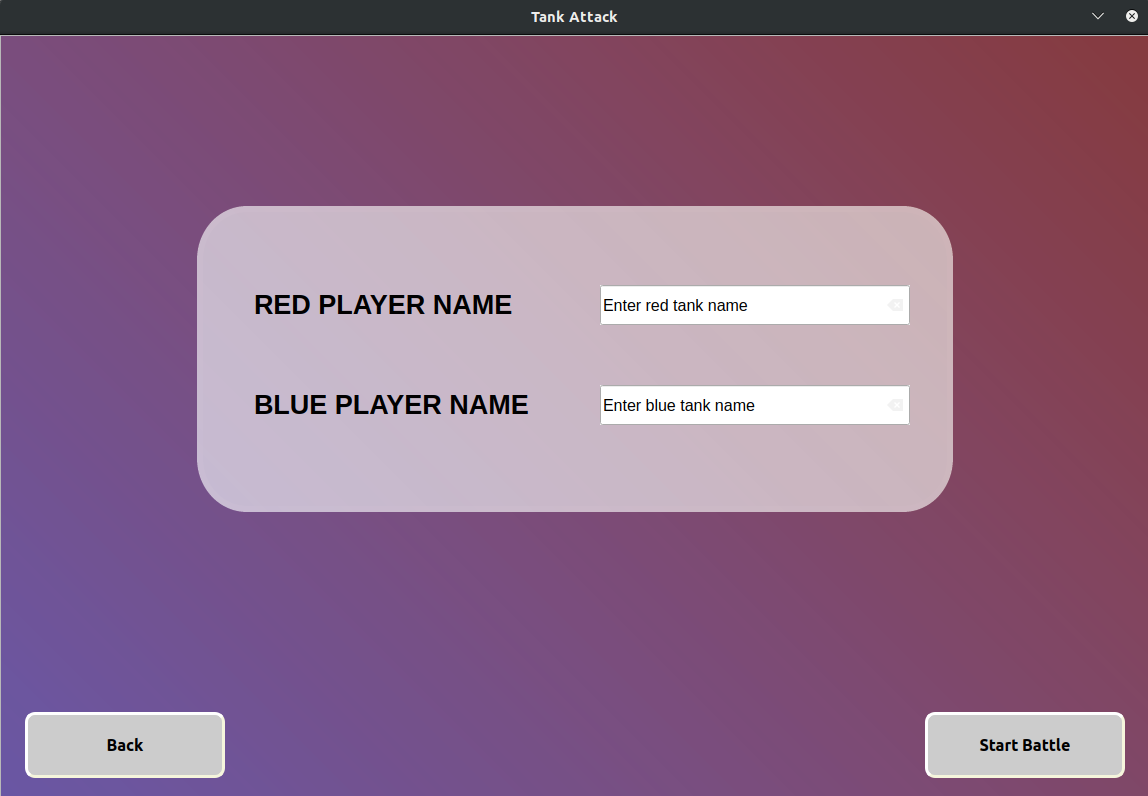 Tank Attack
RED PLAYER NAME
Enter red tank name
BLUE PLAYER NAME
Enter blue tank name
Back
Start Battle